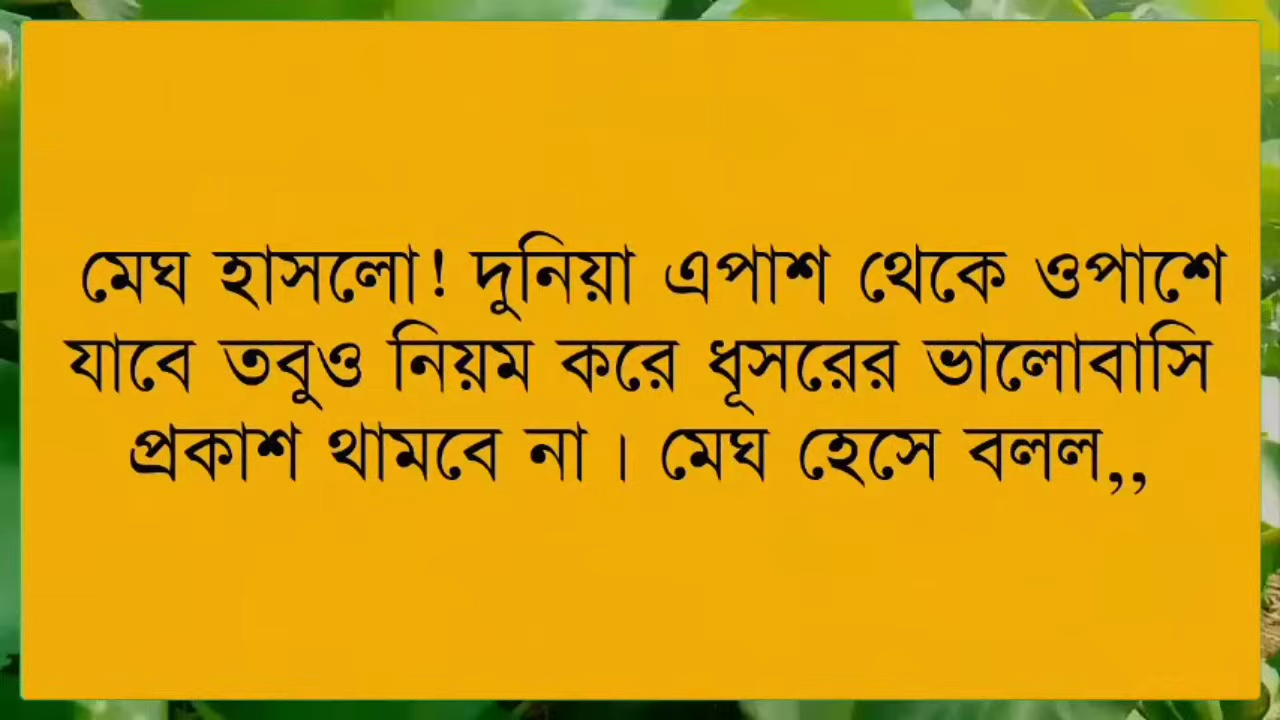 মেঘ হাসলো! দুনিয়া এপাশ থেকে ওপাশে
যাবে তবুও নিয়ম করে ধূসরের ভালোবাসি
প্রকাশ থামবে না। মেঘ হেসে বলল,,